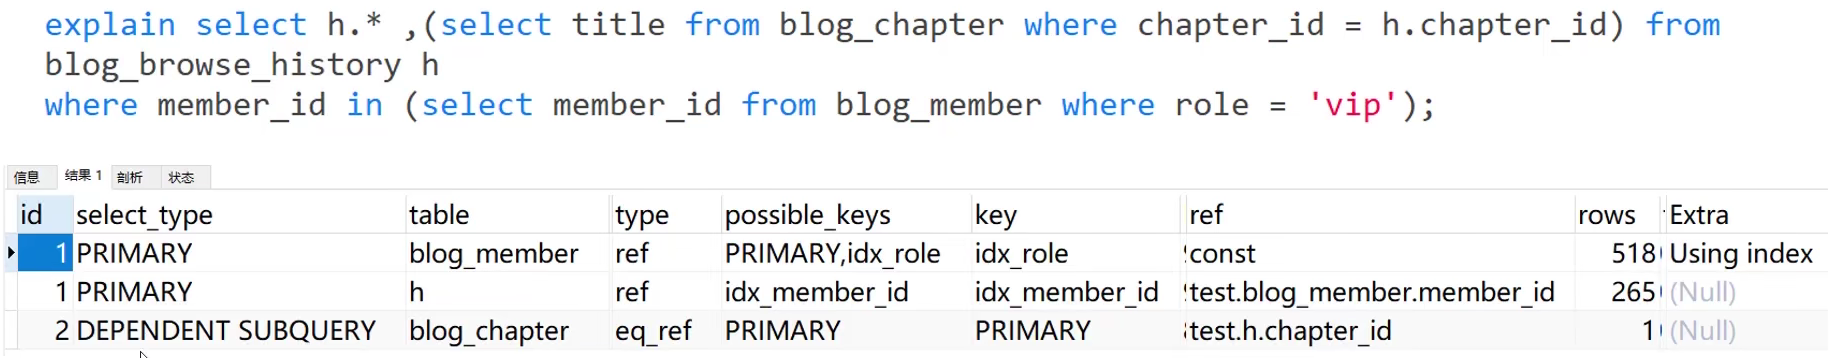 explain select h.* ,(select title from blog_chapter where chapter_id = h.chapter_id) from
blog_browse_history h
where member_id in (select member_id from blog_member where role = 'vip');
信息 结果 1 剖析 状态
id select_type table type possible_keys key ref rows Extra
1 PRIMARY blog_member ref PRIMARY,idx_role idx_role const 518 Using index
1 PRIMARY h ref idx_member_id idx_member_id test.blog_member.member_id 265 (Null)
2 DEPENDENT SUBQUERY blog_chapter eq_ref PRIMARY PRIMARY test.h.chapter_id 1 (Null)